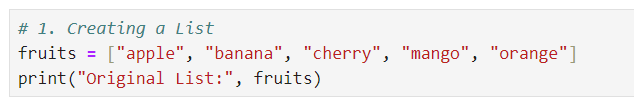 # 1. Creating a List
fruits = ["apple", "banana", "cherry", "mango", "orange"]
print("Original List:", fruits)